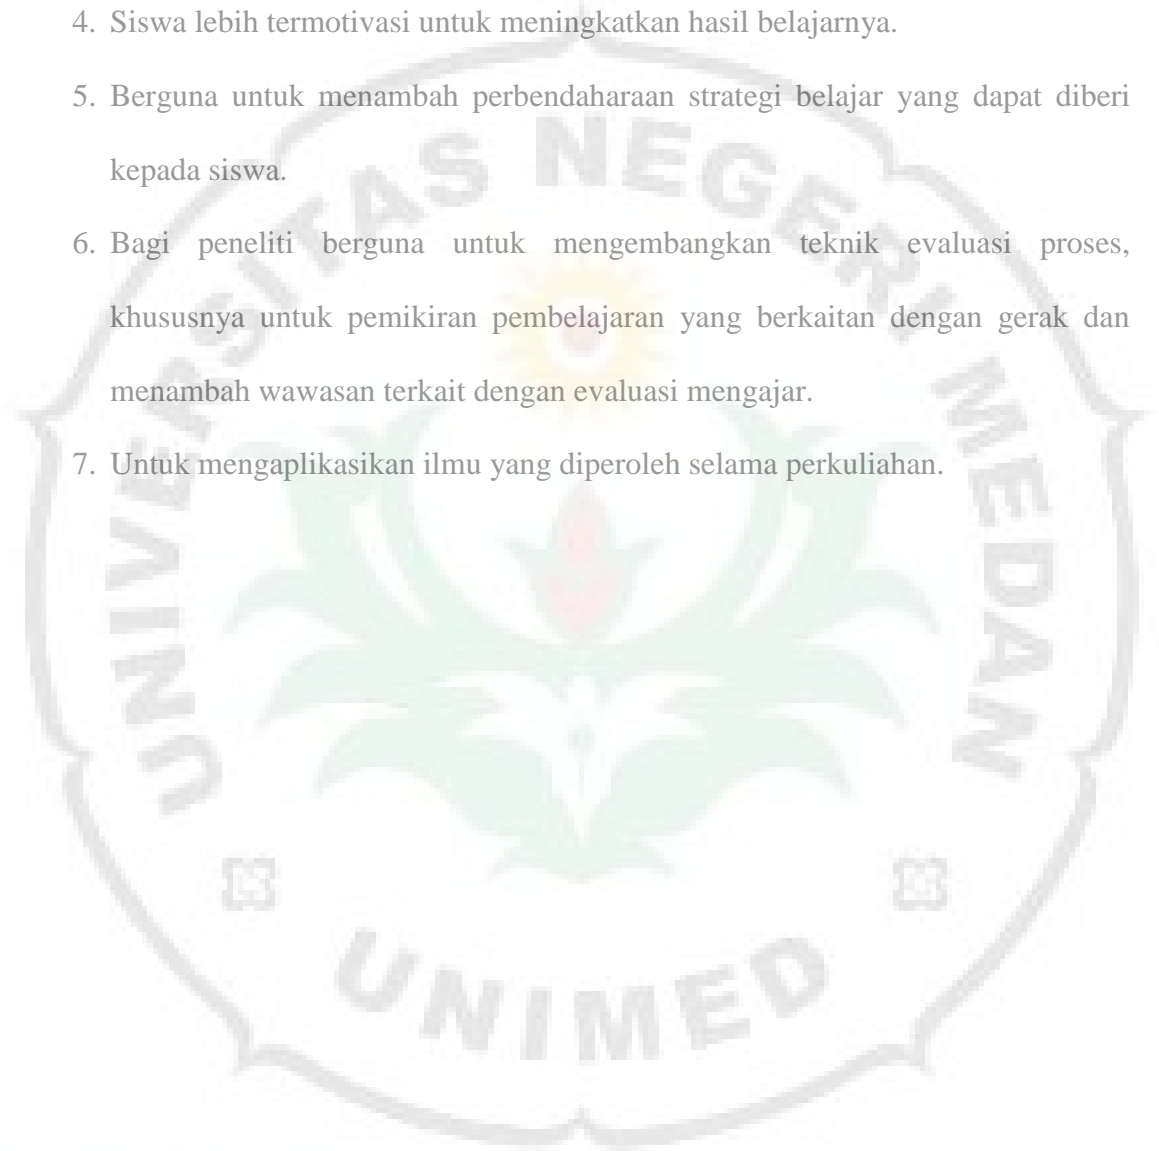 4. Siswa lebih termotivasi untuk meningkatkan hasil belajarnya.
5. Berguna untuk menambah perbendaharaan strategi belajar yang dapat diberi
kepada siswa.
6. Bagi peneliti berguna untuk mengembangkan teknik evaluasi proses,
khususnya untuk pemikiran pembelajaran yang berkaitan dengan gerak dan
menambah wawasan terkait dengan evaluasi mengajar.
7. Untuk mengaplikasikan ilmu yang diperoleh selama perkuliahan.
UNIVERSITAS NEGERI MEDAN
UNIMED